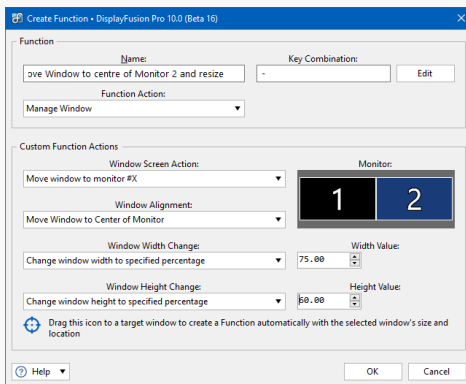 Create Function • DisplayFusion Pro 10.0 (Beta 16)
Function
Name:
Key Combination:
ove Window to centre of Monitor 2 and resize
-
Edit
Function Action:
Manage Window
Custom Function Actions
Window Screen Action:
Monitor:
Move window to monitor #X
1
2
Window Alignment:
Move Window to Center of Monitor
Window Width Change:
Width Value:
Change window width to specified percentage
75.00
Window Height Change:
Height Value:
Change window height to specified percentage
60.00
Drag this icon to a target window to create a Function automatically with the selected window's size and
location
Help
OK
Cancel